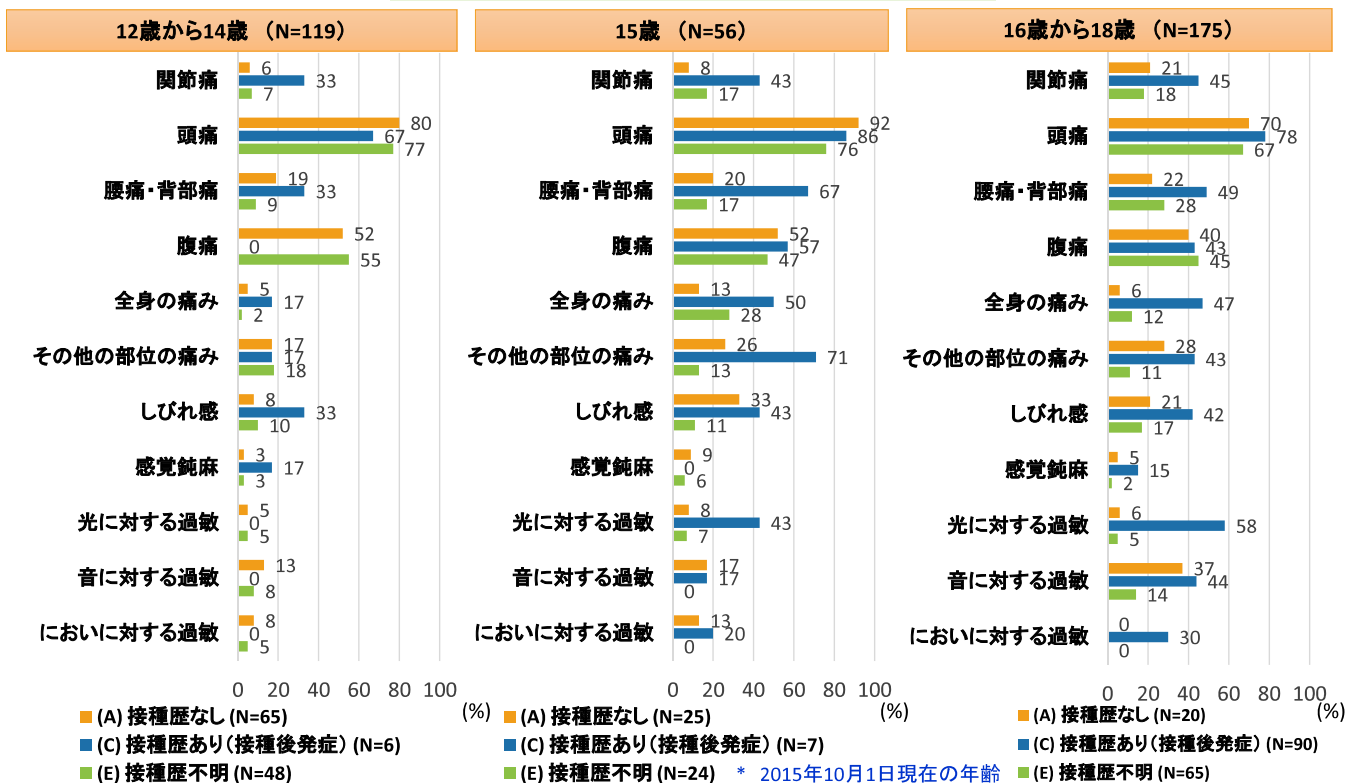 12歳から14歳 (N=119)
関節痛
6
33
7
頭痛
80
67
77
腰痛・背部痛
19
33
9
腹痛
52
0
55
全身の痛み
5
17
2
その他の部位の痛み
17
17
18
しびれ感
8
33
10
感覚鈍麻
3
17
3
光に対する過敏
5
0
5
音に対する過敏
13
0
8
においに対する過敏
8
0
5
0 20 40 60 80 100
(%)
(A) 接種歴なし (N=65)
(C) 接種歴あり(接種後発症) (N=6)
(E) 接種歴不明 (N=48)
15歳 (N=56)
関節痛
8
43
17
頭痛
92
86
76
腰痛・背部痛
20
67
17
腹痛
52
57
47
全身の痛み
13
50
28
その他の部位の痛み
26
71
13
しびれ感
33
43
11
感覚鈍麻
9
0
6
光に対する過敏
8
43
7
音に対する過敏
17
17
0
においに対する過敏
13
20
0
0 20 40 60 80 100
(%)
(A) 接種歴なし (N=25)
(C) 接種歴あり(接種後発症) (N=7)
(E) 接種歴不明 (N=24)
* 2015年10月1日現在の年齢
16歳から18歳 (N=175)
関節痛
21
45
18
頭痛
70
78
67
腰痛・背部痛
22
49
28
腹痛
40
43
45
全身の痛み
6
47
12
その他の部位の痛み
28
43
11
しびれ感
21
42
17
感覚鈍麻
5
15
2
光に対する過敏
6
58
5
音に対する過敏
37
44
14
においに対する過敏
0
30
0
0 20 40 60 80 100
(%)
(A) 接種歴なし (N=20)
(C) 接種歴あり(接種後発症) (N=90)
(E) 接種歴不明 (N=65)